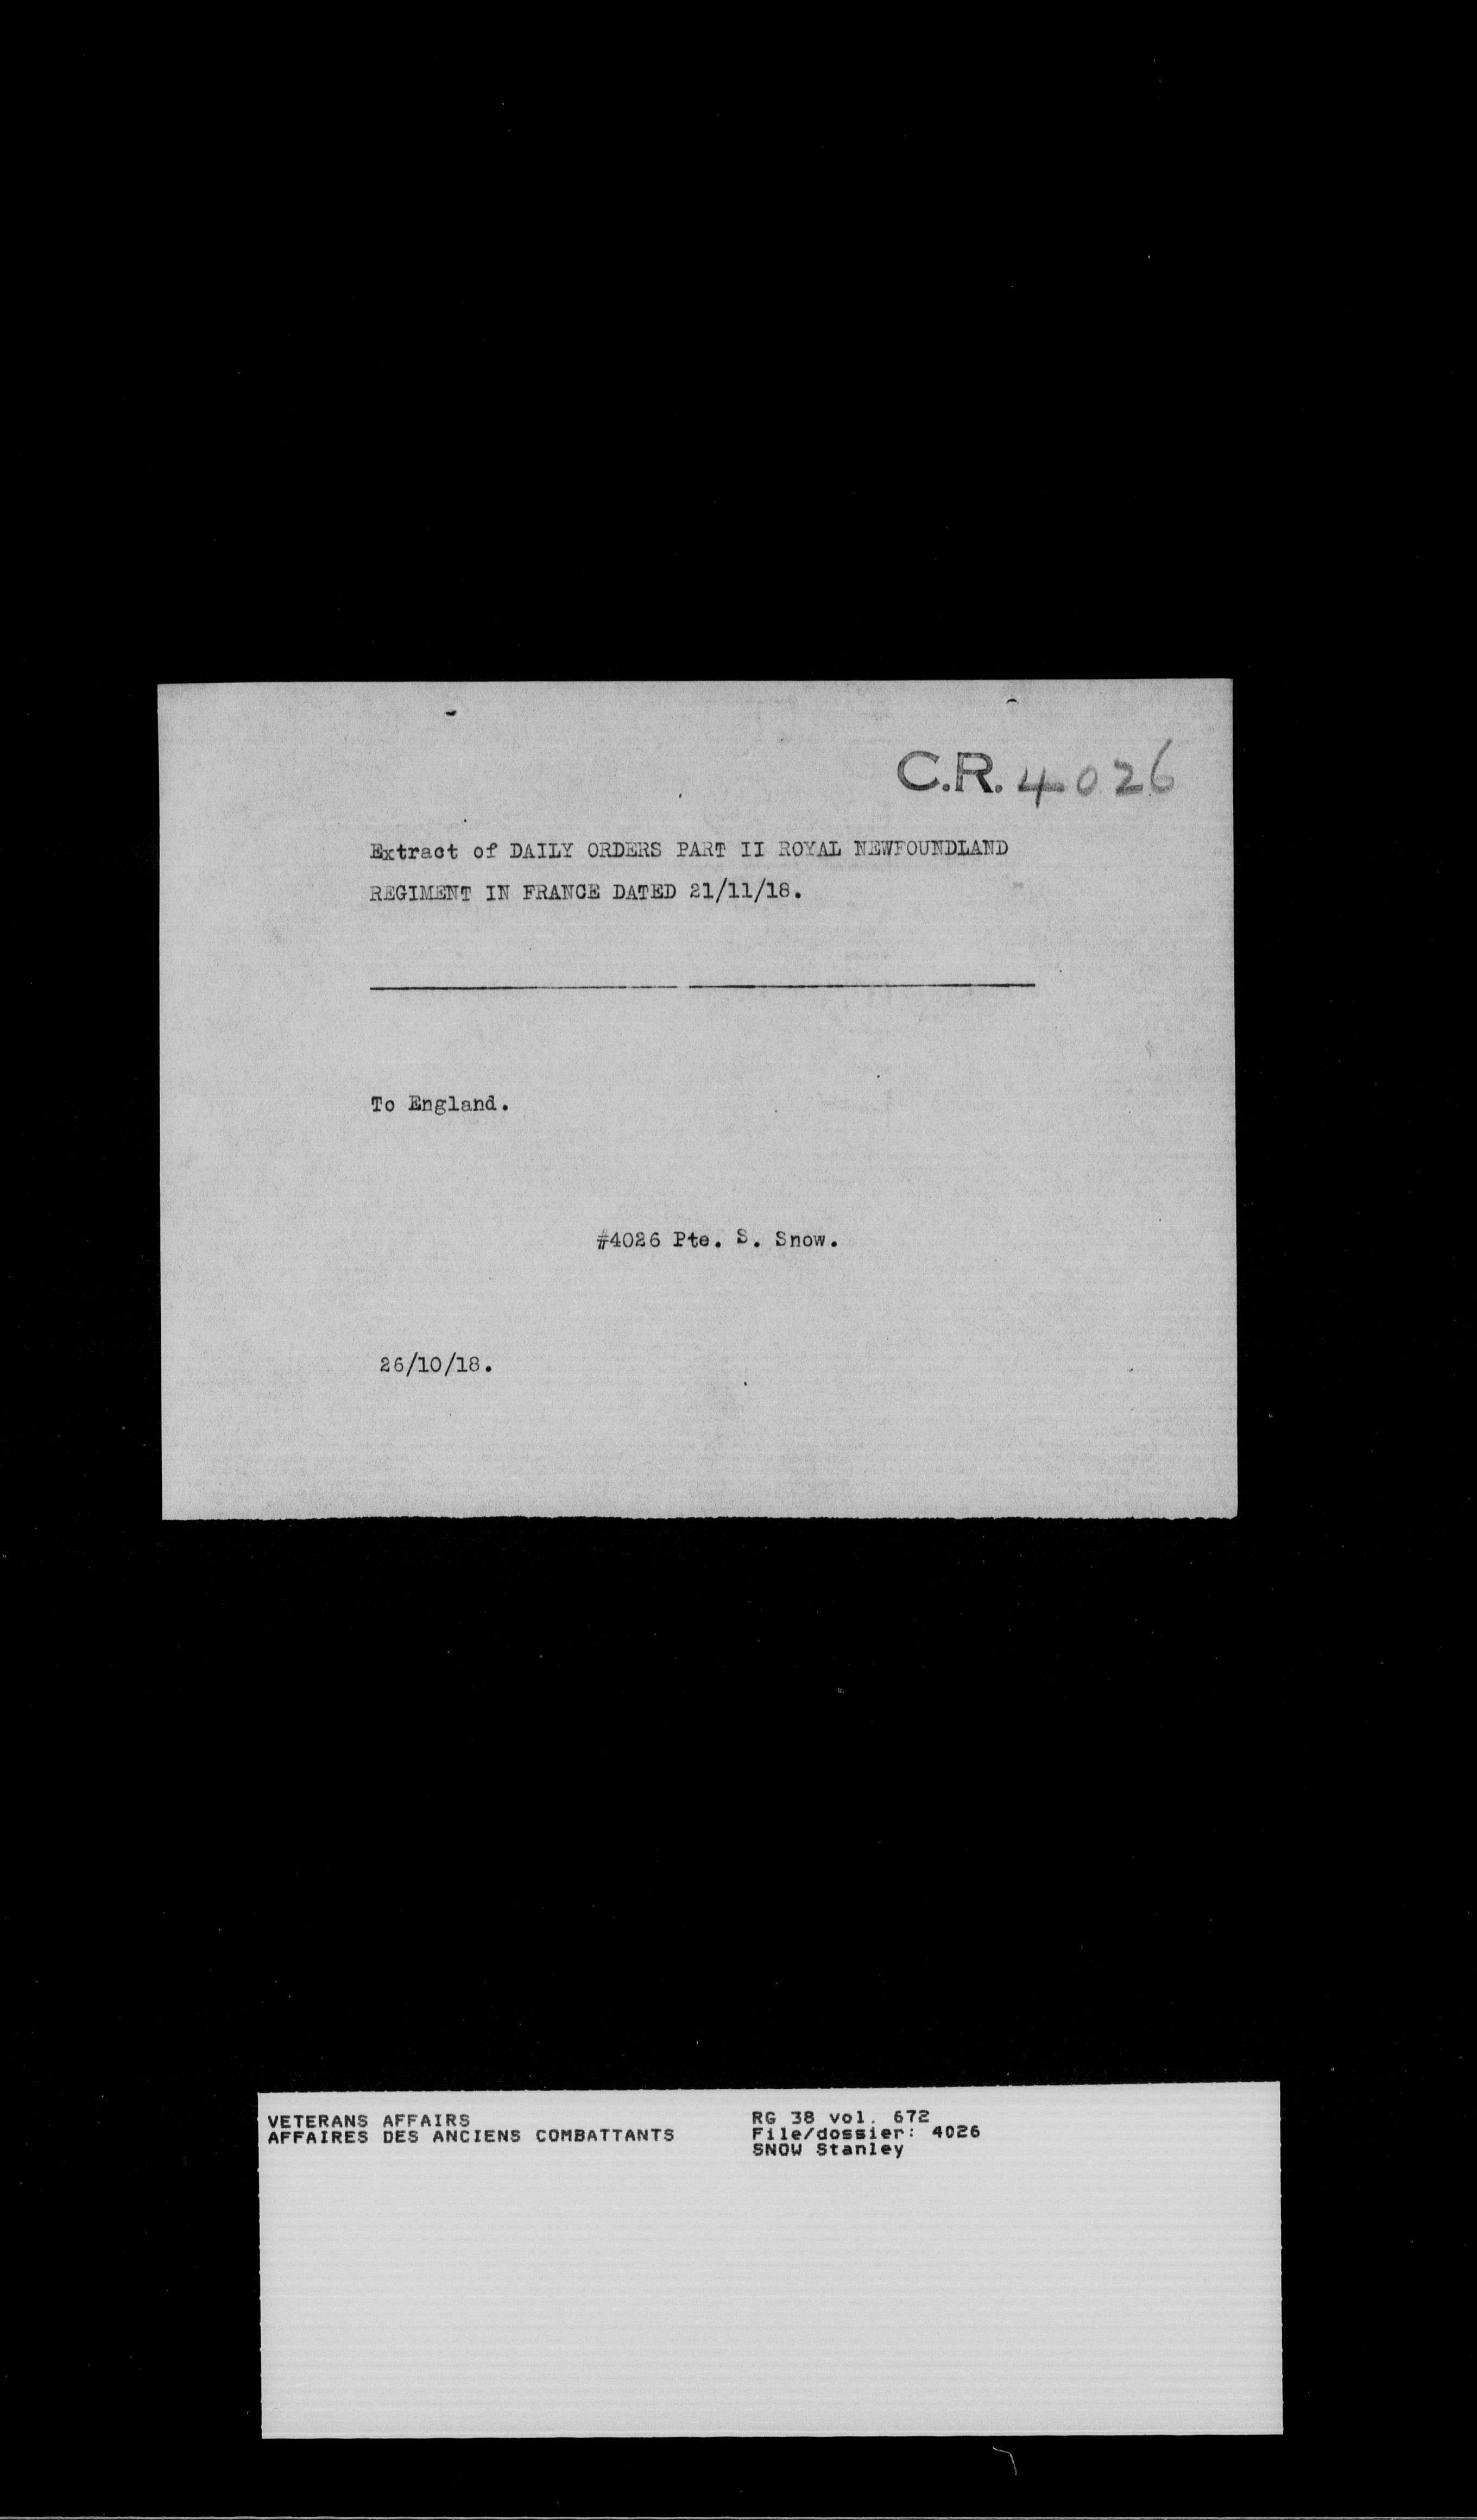 C.R. 4026
Extract of DAILY ORDERS PART II ROYAL NEWFOUNDLAND
REGIMENT IN FRANCE DATED 21/11/18.
To England.
#4026 Pte. S. Snow.
26/10/18.
VETERANS AFFAIRS
AFFAIRES DES ANCIENS COMBATTANTS
RG 38 vol. 672
File/dossier: 4026
SNOW Stanley